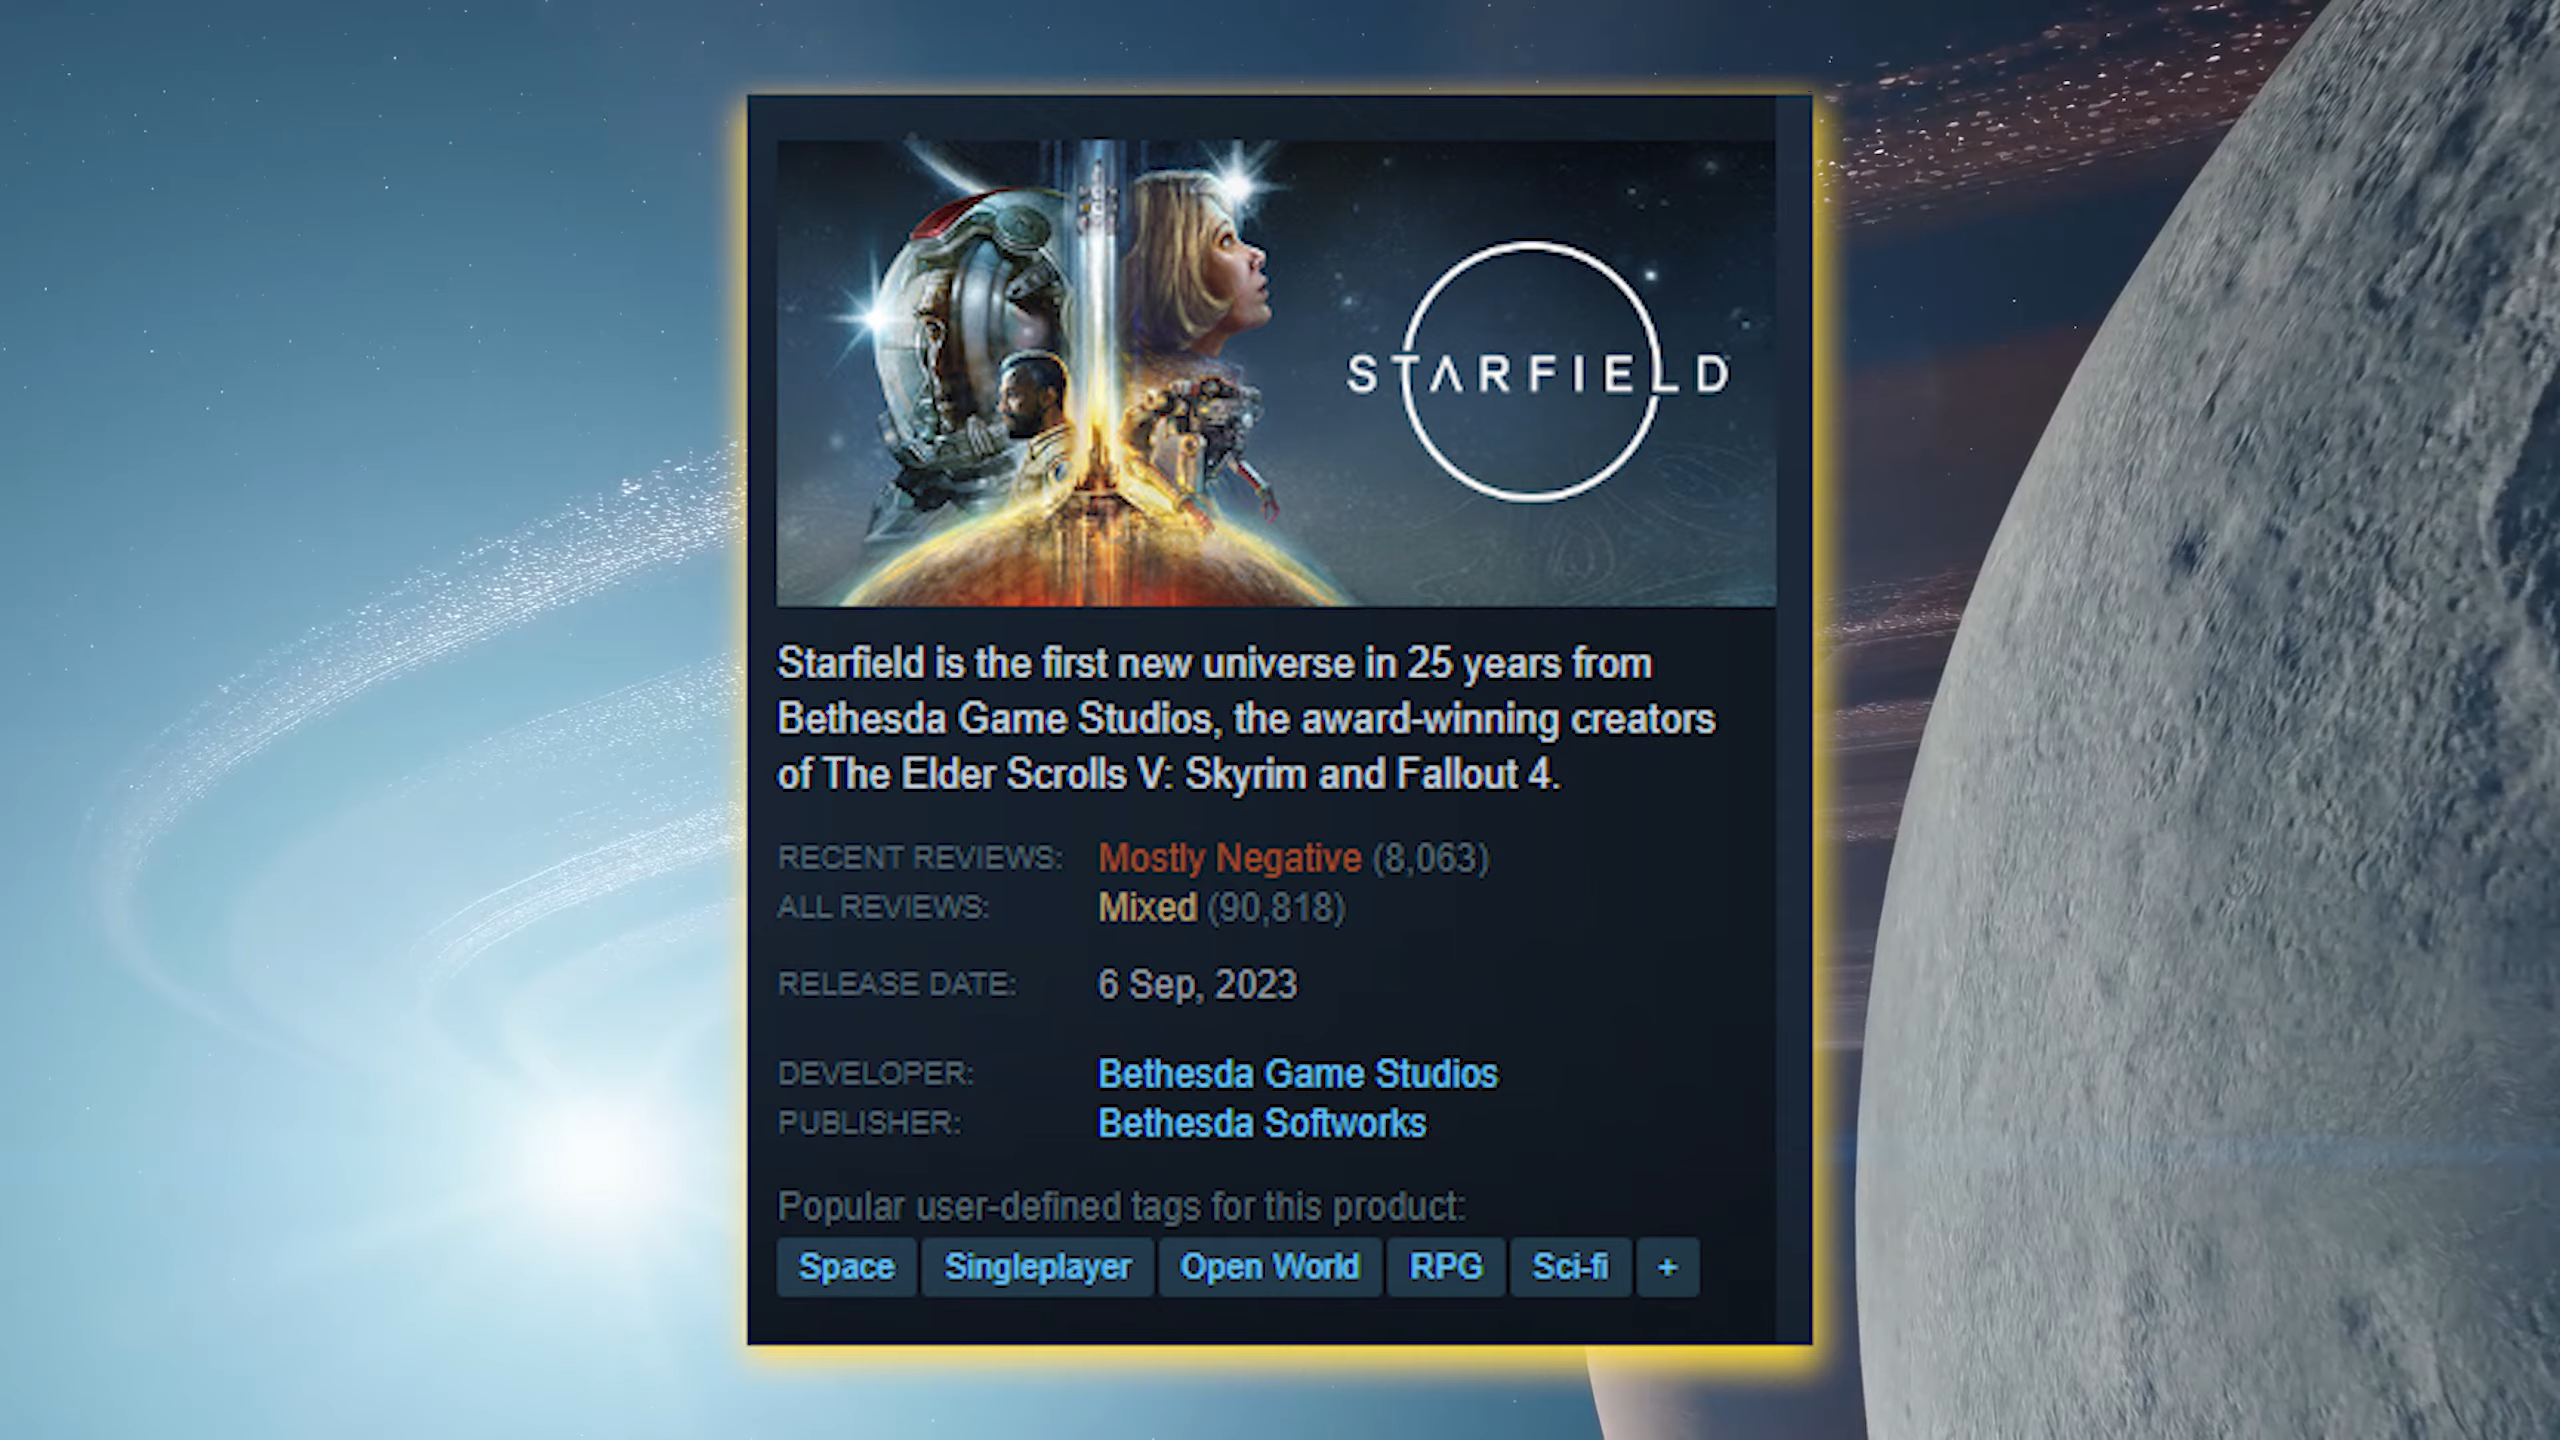 STARFIELD
Starfield is the first new universe in 25 years from
Bethesda Game Studios, the award-winning creators
of The Elder Scrolls V: Skyrim and Fallout 4.
RECENT REVIEWS: Mostly Negative (8,063)
ALL REVIEWS: Mixed (90,818)
RELEASE DATE: 6 Sep, 2023
DEVELOPER: Bethesda Game Studios
PUBLISHER: Bethesda Softworks
Popular user-defined tags for this product:
Space Singleplayer Open World RPG Sci-fi +